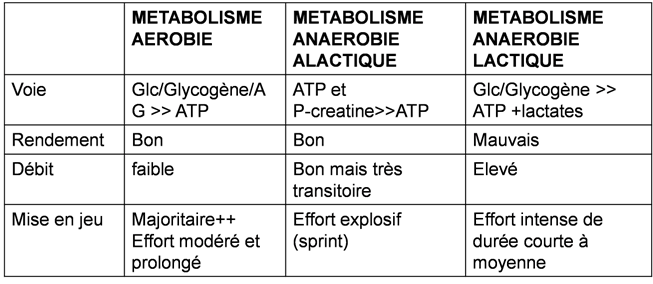 METABOLISME AEROBIE
METABOLISME ANAEROBIE ALACTIQUE
METABOLISME ANAEROBIE LACTIQUE
Voie
Glc/Glycogène/A
G >> ATP
ATP et
P-creatine>>ATP
Glc/Glycogène >>
ATP +lactates
Rendement
Bon
Bon
Mauvais
Débit
faible
Bon mais très
transitoire
Elevé
Mise en jeu
Majoritaire++
Effort modéré et
prolongé
Effort explosif
(sprint)
Effort intense de
durée courte à
moyenne